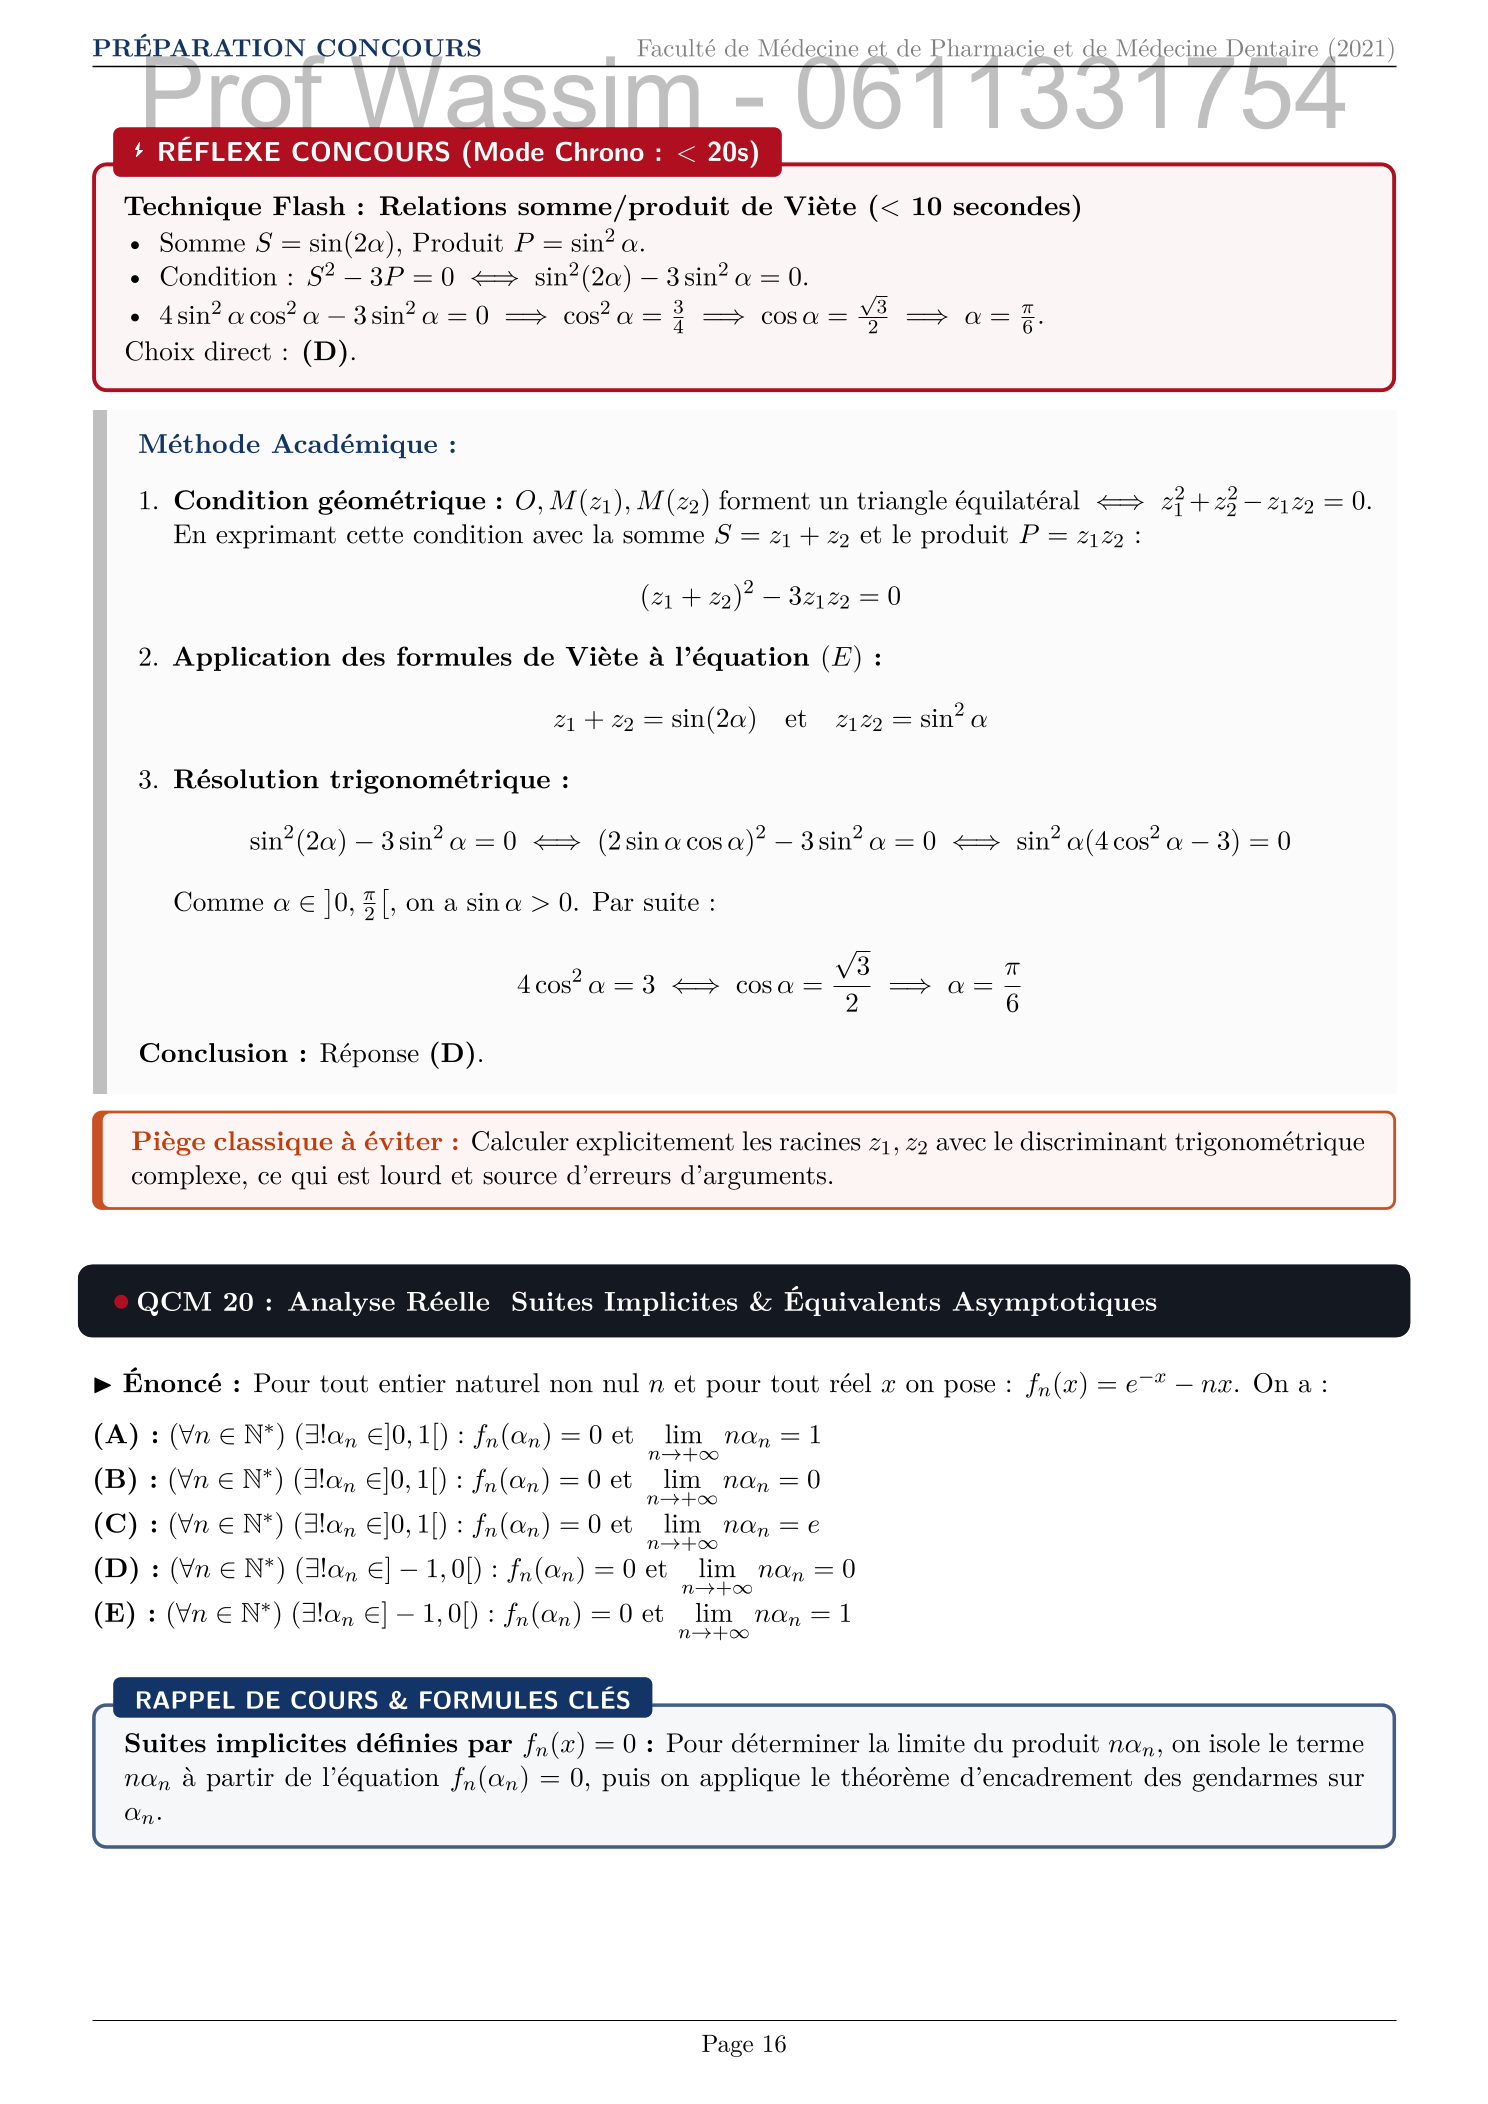 PRÉPARATION CONCOURS Faculté de Médecine et de Pharmacie et de Médecine Dentaire (2021)
Prof Wassim - 0611331754
RÉFLEXE CONCOURS (Mode Chrono : < 20s)
Technique Flash : Relations somme/produit de Viète (< 10 secondes)
• Somme S = sin(2α), Produit P = sin² α.
• Condition : S² − 3P = 0 ⟺ sin²(2α) − 3 sin² α = 0.
• 4 sin² α cos² α − 3 sin² α = 0 ⟹ cos² α = 3/4 ⟹ cos α = √3/2 ⟹ α = π/6.
Choix direct : (D).
Méthode Académique :
1. Condition géométrique : O, M(z₁), M(z₂) forment un triangle équilatéral ⟺ z₁² + z₂² − z₁z₂ = 0.
En exprimant cette condition avec la somme S = z₁ + z₂ et le produit P = z₁z₂ :
(z₁ + z₂)² − 3z₁z₂ = 0
2. Application des formules de Viète à l'équation (E) :
z₁ + z₂ = sin(2α) et z₁z₂ = sin² α
3. Résolution trigonométrique :
sin²(2α) − 3 sin² α = 0 ⟺ (2 sin α cos α)² − 3 sin² α = 0 ⟺ sin² α(4 cos² α − 3) = 0
Comme α ∈ ]0, π/2[, on a sin α > 0. Par suite :
4 cos² α = 3 ⟺ cos α = √3/2 ⟹ α = π/6
Conclusion : Réponse (D).
Piège classique à éviter : Calculer explicitement les racines z₁, z₂ avec le discriminant trigonométrique
complexe, ce qui est lourd et source d'erreurs d'arguments.
● QCM 20 : Analyse Réelle Suites Implicites & Équivalents Asymptotiques
▶ Énoncé : Pour tout entier naturel non nul n et pour tout réel x on pose : fₙ(x) = e⁻ˣ − nx. On a :
(A) : (∀n ∈ ℕ*) (∃!αₙ ∈]0, 1[) : fₙ(αₙ) = 0 et lim n→+∞ nαₙ = 1
(B) : (∀n ∈ ℕ*) (∃!αₙ ∈]0, 1[) : fₙ(αₙ) = 0 et lim n→+∞ nαₙ = 0
(C) : (∀n ∈ ℕ*) (∃!αₙ ∈]0, 1[) : fₙ(αₙ) = 0 et lim n→+∞ nαₙ = e
(D) : (∀n ∈ ℕ*) (∃!αₙ ∈] − 1, 0[) : fₙ(αₙ) = 0 et lim n→+∞ nαₙ = 0
(E) : (∀n ∈ ℕ*) (∃!αₙ ∈] − 1, 0[) : fₙ(αₙ) = 0 et lim n→+∞ nαₙ = 1
RAPPEL DE COURS & FORMULES CLÉS
Suites implicites définies par fₙ(x) = 0 : Pour déterminer la limite du produit nαₙ, on isole le terme
nαₙ à partir de l'équation fₙ(αₙ) = 0, puis on applique le théorème d'encadrement des gendarmes sur
αₙ.
Page 16